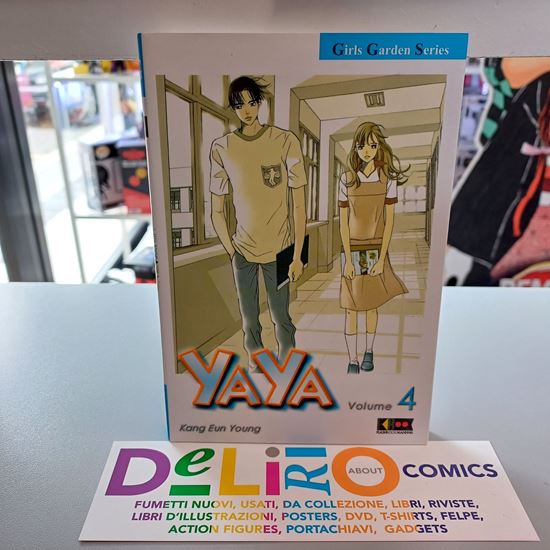 Girls Garden Series
YAYA
Volume 4
Kang Eun Young
DeLiRiO ABOUT COMICS
FUMETTI NUOVI, USATI, DA COLLEZIONE, LIBRI, RIVISTE,
LIBRI D'ILLUSTRAZIONI, POSTERS, DVD, T-SHIRTS, FELPE,
ACTION FIGURES, PORTACHIAVI, GADGETS